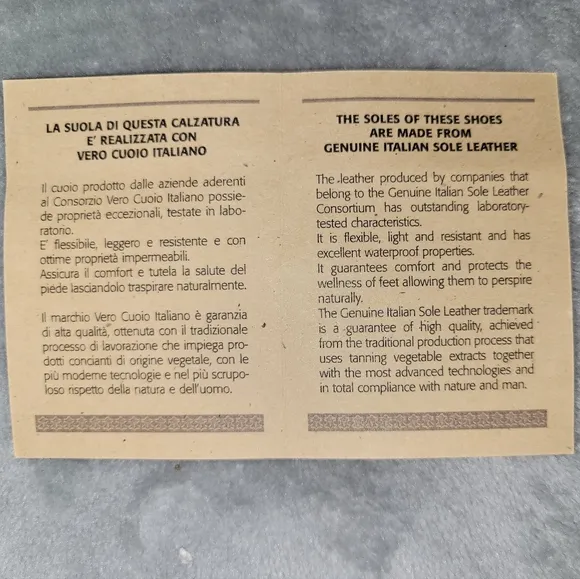 LA SUOLA DI QUESTA CALZATURA
E' REALIZZATA CON
VERO CUOIO ITALIANO
Il cuoio prodotto dalle aziende aderenti
al Consorzio Vero Cuoio Italiano possie-
de proprietà eccezionali, testate in labo-
ratorio.
E' flessibile, leggero e resistente e con
ottime proprietà impermeabili.
Assicura il comfort e tutela la salute del
piede lasciandolo traspirare naturalmente.
Il marchio Vero Cuoio Italiano è garanzia
di alta qualità, ottenuta con il tradizionale
processo di lavorazione che impiega pro-
dotti concianti di origine vegetale, con le
più moderne tecnologie e nel più scrupo-
loso rispetto della natura e dell'uomo.
THE SOLES OF THESE SHOES
ARE MADE FROM
GENUINE ITALIAN SOLE LEATHER
The leather produced by companies that
belong to the Genuine Italian Sole Leather
Consortium has outstanding laboratory-
tested characteristics.
It is flexible, light and resistant and has
excellent waterproof properties.
It guarantees comfort and protects the
wellness of feet allowing them to perspire
naturally.
The Genuine Italian Sole Leather trademark
is a guarantee of high quality, achieved
from the traditional production process that
uses tanning vegetable extracts together
with the most advanced technologies and
in total compliance with nature and man.